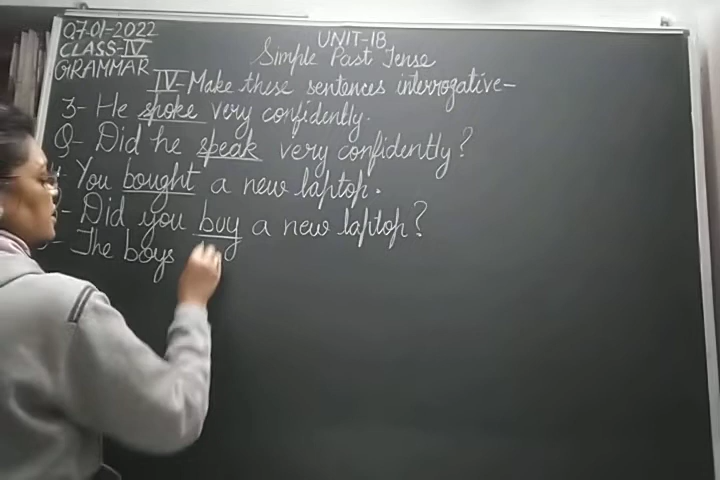 07-01-2022
CLASS-IV
GRAMMAR
UNIT-1B
Simple Past Tense
IV- Make these sentences interrogative-
3- He spoke very confidently.
Q- Did he speak very confidently?
You bought a new laptop.
- Did you buy a new laptop?
- The boys